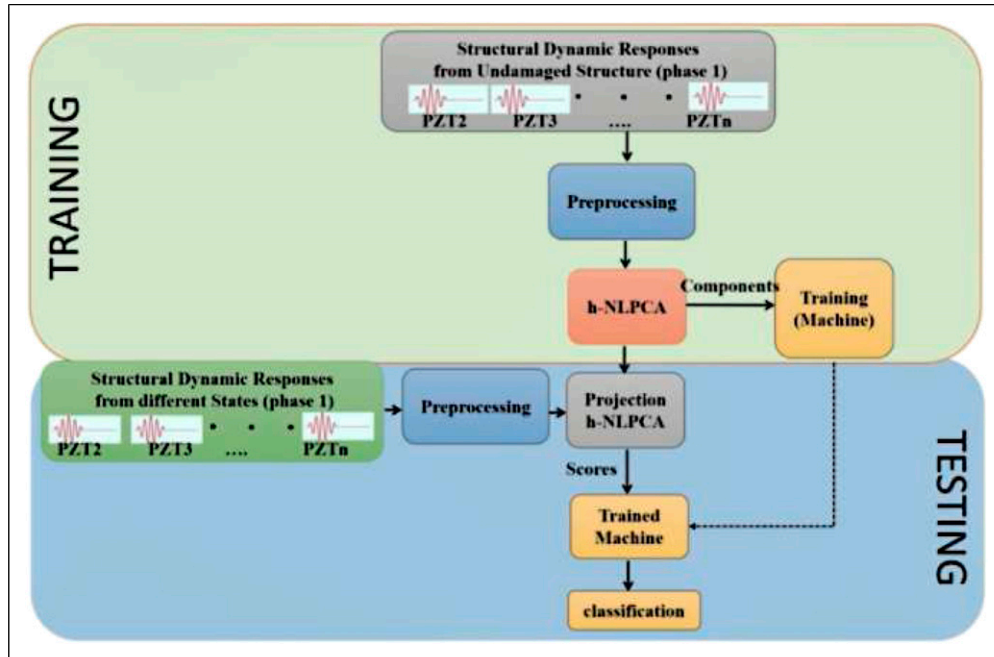 TRAINING
Structural Dynamic Responses
from Undamaged Structure (phase 1)
PZT2 PZT3 .... PZTn
Preprocessing
h-NLPCA
Components
Training
(Machine)
Structural Dynamic Responses
from different States (phase 1)
PZT2 PZT3 .... PZTn
Preprocessing
Projection
h-NLPCA
Scores
Trained
Machine
classification
TESTING